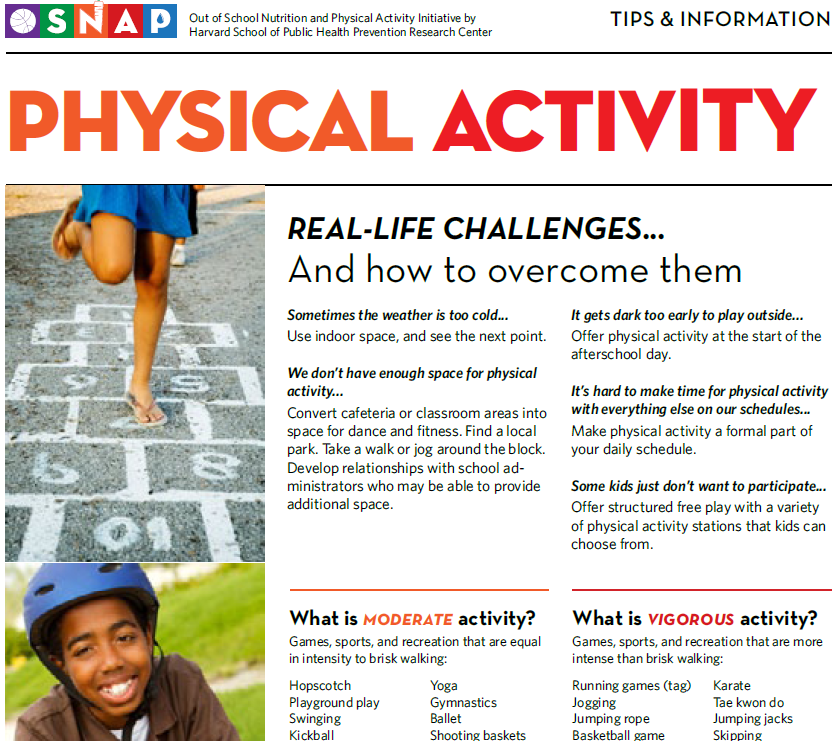 OSNAP
Out of School Nutrition and Physical Activity Initiative by
Harvard School of Public Health Prevention Research Center
TIPS & INFORMATION
PHYSICAL ACTIVITY
REAL-LIFE CHALLENGES...
And how to overcome them
Sometimes the weather is too cold...
Use indoor space, and see the next point.
We don't have enough space for physical
activity...
Convert cafeteria or classroom areas into
space for dance and fitness. Find a local
park. Take a walk or jog around the block.
Develop relationships with school ad-
ministrators who may be able to provide
additional space.
It gets dark too early to play outside...
Offer physical activity at the start of the
afterschool day.
It's hard to make time for physical activity
with everything else on our schedules...
Make physical activity a formal part of
your daily schedule.
Some kids just don't want to participate...
Offer structured free play with a variety
of physical activity stations that kids can
choose from.
What is MODERATE activity?
Games, sports, and recreation that are equal
in intensity to brisk walking:
Hopscotch
Playground play
Swinging
Kickball
Yoga
Gymnastics
Ballet
Shooting baskets
What is VIGOROUS activity?
Games, sports, and recreation that are more
intense than brisk walking:
Running games (tag)
Jogging
Jumping rope
Basketball game
Karate
Tae kwon do
Jumping jacks
Skipping